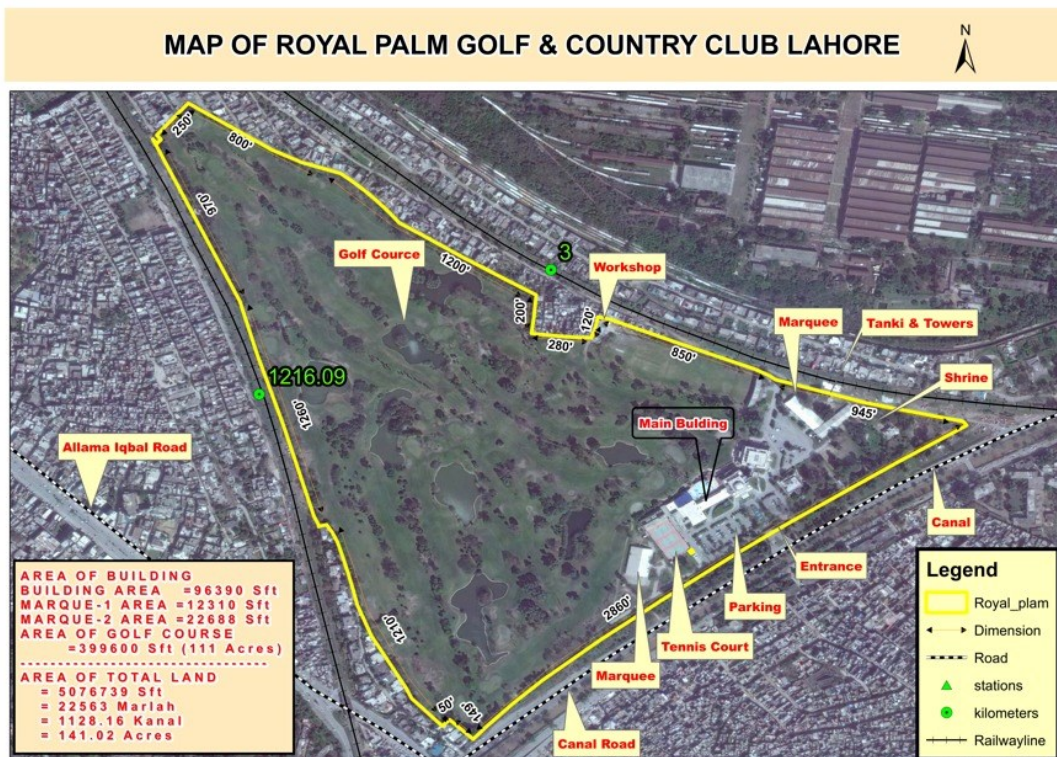 MAP OF ROYAL PALM GOLF & COUNTRY CLUB LAHORE
N
250'
800'
970'
1200'
3
Golf Cource
Workshop
200'
280'
120'
850'
Marquee
Tanki & Towers
Shrine
945'
1216.09
1260'
Main Bulding
Allama Iqbal Road
Canal
Entrance
Parking
Tennis Court
Marquee
2860'
1210'
50'
149'
Canal Road
AREA OF BUILDING
BUILDING AREA =96390 Sft
MARQUE-1 AREA =12310 Sft
MARQUE-2 AREA =22688 Sft
AREA OF GOLF COURSE
=399600 Sft (111 Acres)
--------------------------------
AREA OF TOTAL LAND
= 5076739 Sft
= 22563 Marlah
= 1128.16 Kanal
= 141.02 Acres
Legend
Royal_plam
Dimension
Road
stations
kilometers
Railwayline